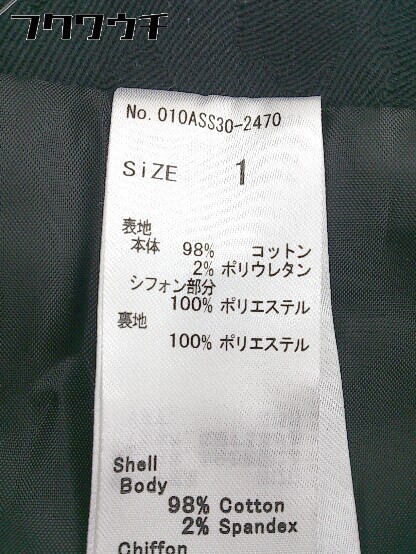 フクワウチ
No. 010ASS30-2470
SiZE 1
表地
本体 98% コットン
2% ポリウレタン
シフォン部分
100% ポリエステル
裏地
100% ポリエステル
Shell
Body
98% Cotton
2% Spandex
Chiffon